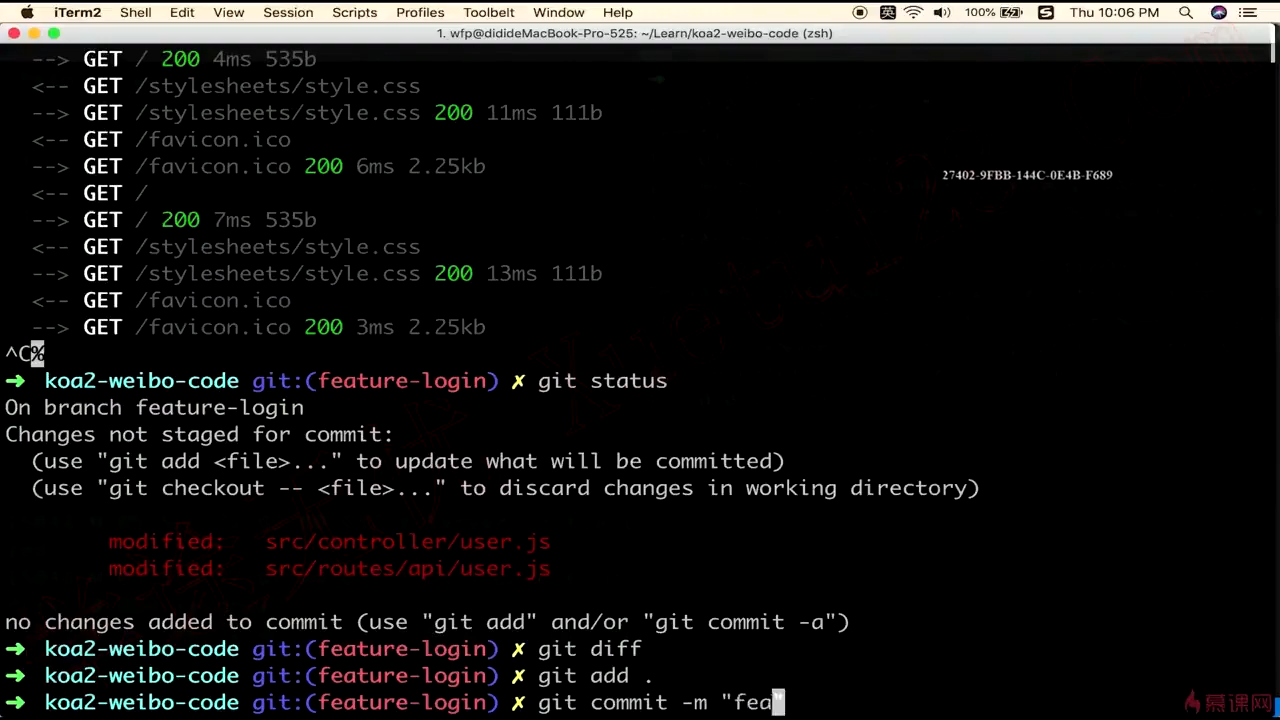 iTerm2 Shell Edit View Session Scripts Profiles Toolbelt Window Help 英 100% S Thu 10:06 PM
1. wfp@didideMacBook-Pro-525: ~/Learn/koa2-weibo-code (zsh)
--> GET / 200 4ms 535b
<-- GET /stylesheets/style.css
--> GET /stylesheets/style.css 200 11ms 111b
<-- GET /favicon.ico
--> GET /favicon.ico 200 6ms 2.25kb
27402-9FBB-144C-0E4B-F689
<-- GET /
--> GET / 200 7ms 535b
<-- GET /stylesheets/style.css
--> GET /stylesheets/style.css 200 13ms 111b
<-- GET /favicon.ico
--> GET /favicon.ico 200 3ms 2.25kb
^C%
➜ koa2-weibo-code git:(feature-login) ✗ git status
On branch feature-login
Changes not staged for commit:
(use "git add <file>..." to update what will be committed)
(use "git checkout -- <file>..." to discard changes in working directory)
modified: src/controller/user.js
modified: src/routes/api/user.js
no changes added to commit (use "git add" and/or "git commit -a")
➜ koa2-weibo-code git:(feature-login) ✗ git diff
➜ koa2-weibo-code git:(feature-login) ✗ git add .
➜ koa2-weibo-code git:(feature-login) ✗ git commit -m "fea"
慕课网